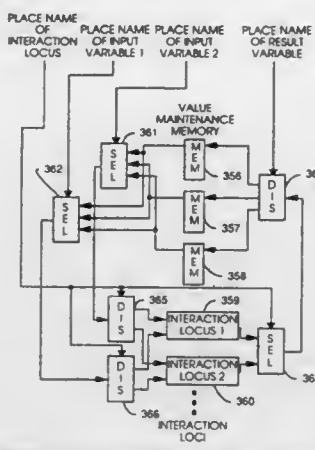 PLACE NAME OF INTERACTION LOCUS
PLACE NAME OF INPUT VARIABLE 1
PLACE NAME OF INPUT VARIABLE 2
PLACE NAME OF RESULT VARIABLE
361
VALUE MAINTENANCE MEMORY
362
SEL
MEM
356
SEL
DIS
36
MEM
357
MEM
358
DIS
365
359
INTERACTION LOCUS 1
SEL
DIS
INTERACTION LOCUS 2
366
360
36
INTERACTION LOCI